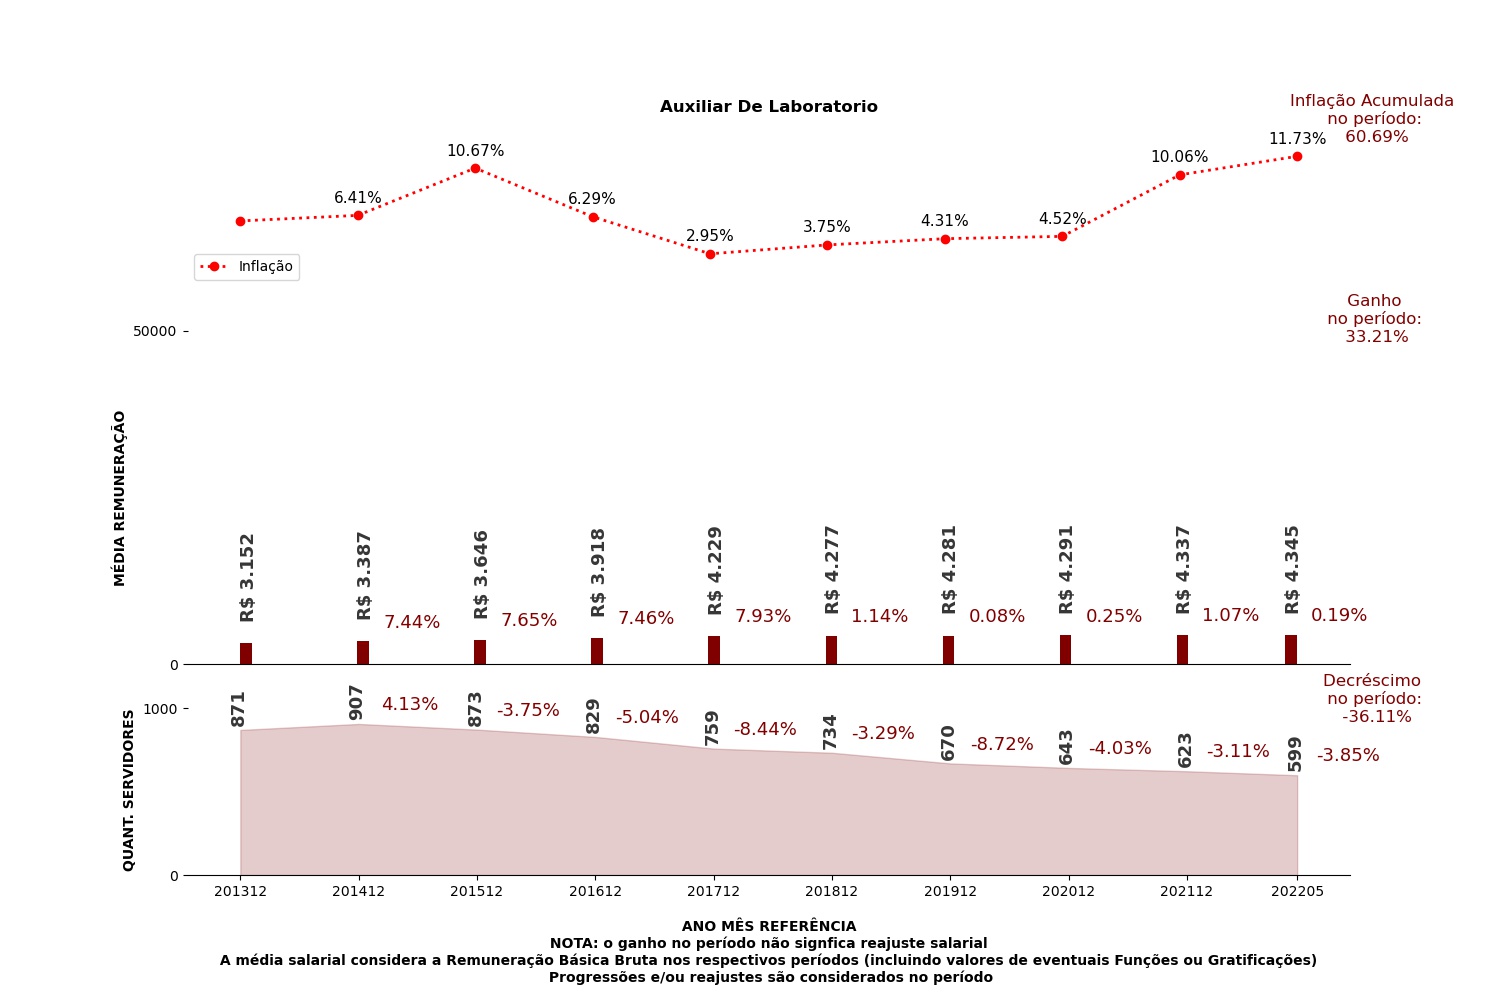 Auxiliar De Laboratorio
Inflação Acumulada
no período:
60.69%
6.41%
10.67%
6.29%
2.95%
3.75%
4.31%
4.52%
10.06%
11.73%
Inflação
Ganho
no período:
33.21%
50000
0
MÉDIA REMUNERAÇÃO
R$ 3.152
R$ 3.387
R$ 3.646
R$ 3.918
R$ 4.229
R$ 4.277
R$ 4.281
R$ 4.291
R$ 4.337
R$ 4.345
7.44%
7.65%
7.46%
7.93%
1.14%
0.08%
0.25%
1.07%
0.19%
Decréscimo
no período:
-36.11%
1000
0
QUANT. SERVIDORES
871
907
873
829
759
734
670
643
623
599
4.13%
-3.75%
-5.04%
-8.44%
-3.29%
-8.72%
-4.03%
-3.11%
-3.85%
201312
201412
201512
201612
201712
201812
201912
202012
202112
202205
ANO MÊS REFERÊNCIA
NOTA: o ganho no período não signfica reajuste salarial
A média salarial considera a Remuneração Básica Bruta nos respectivos períodos (incluindo valores de eventuais Funções ou Gratificações)
Progressões e/ou reajustes são considerados no período